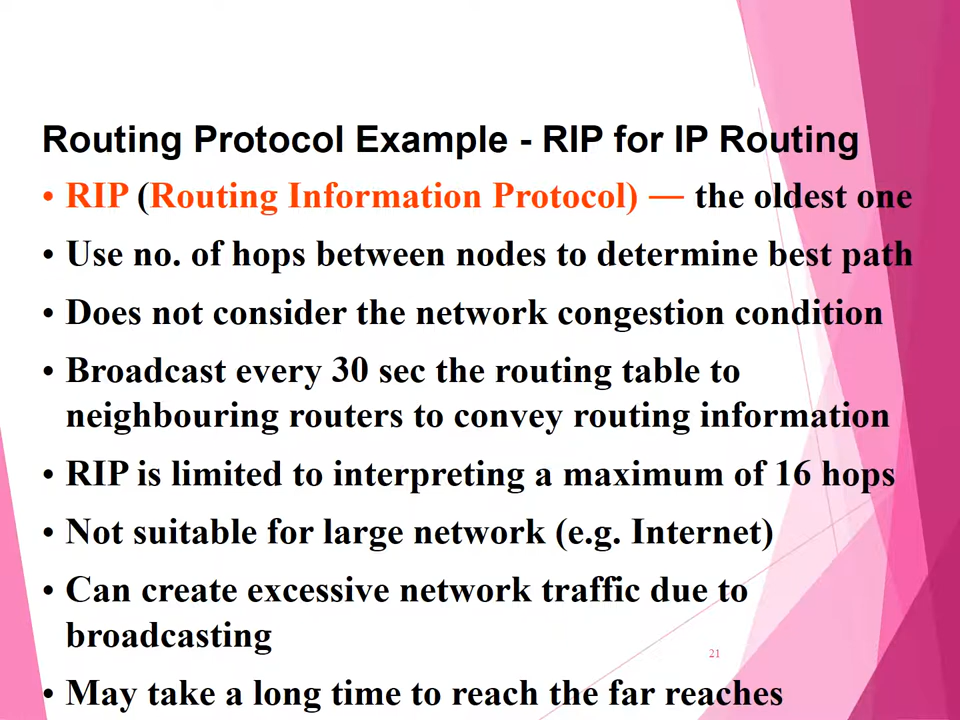 Routing Protocol Example - RIP for IP Routing
• RIP (Routing Information Protocol) — the oldest one
• Use no. of hops between nodes to determine best path
• Does not consider the network congestion condition
• Broadcast every 30 sec the routing table to
neighbouring routers to convey routing information
• RIP is limited to interpreting a maximum of 16 hops
• Not suitable for large network (e.g. Internet)
• Can create excessive network traffic due to
broadcasting
21
• May take a long time to reach the far reaches